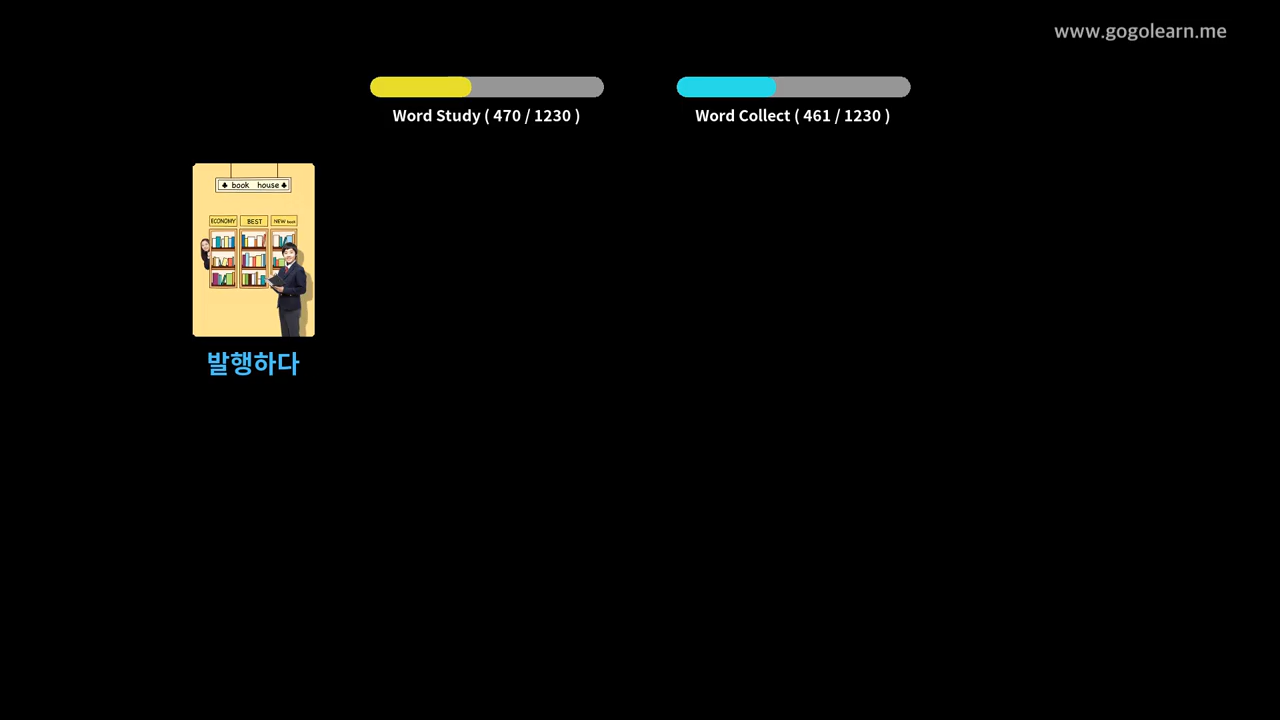 www.gogolearn.me
Word Study ( 470 / 1230 )
Word Collect ( 461 / 1230 )
book house
ECONOMY
BEST
NEW book
발행하다